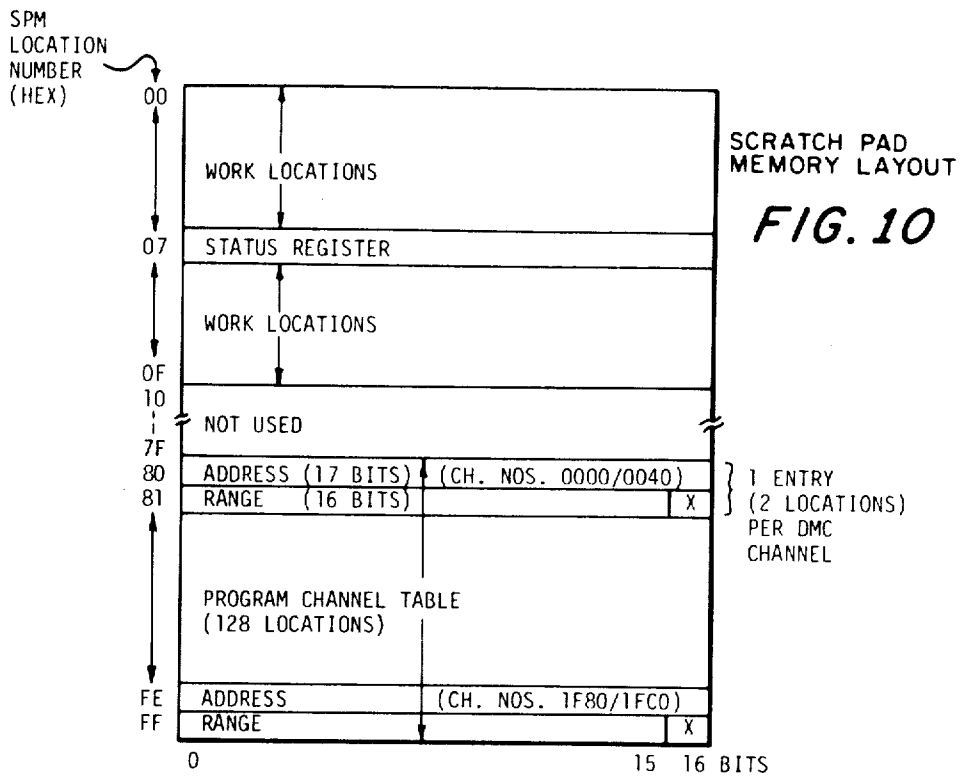 SPM
LOCATION
NUMBER
(HEX)
00
WORK LOCATIONS
SCRATCH PAD
MEMORY LAYOUT
FIG. 10
07 STATUS REGISTER
WORK LOCATIONS
0F
10
NOT USED
7F
80 ADDRESS (17 BITS) (CH. NOS. 0000/0040)
81 RANGE (16 BITS) X
1 ENTRY
(2 LOCATIONS)
PER DMC
CHANNEL
PROGRAM CHANNEL TABLE
(128 LOCATIONS)
FE ADDRESS (CH. NOS. 1F80/1FC0)
FF RANGE X
0 15 16 BITS